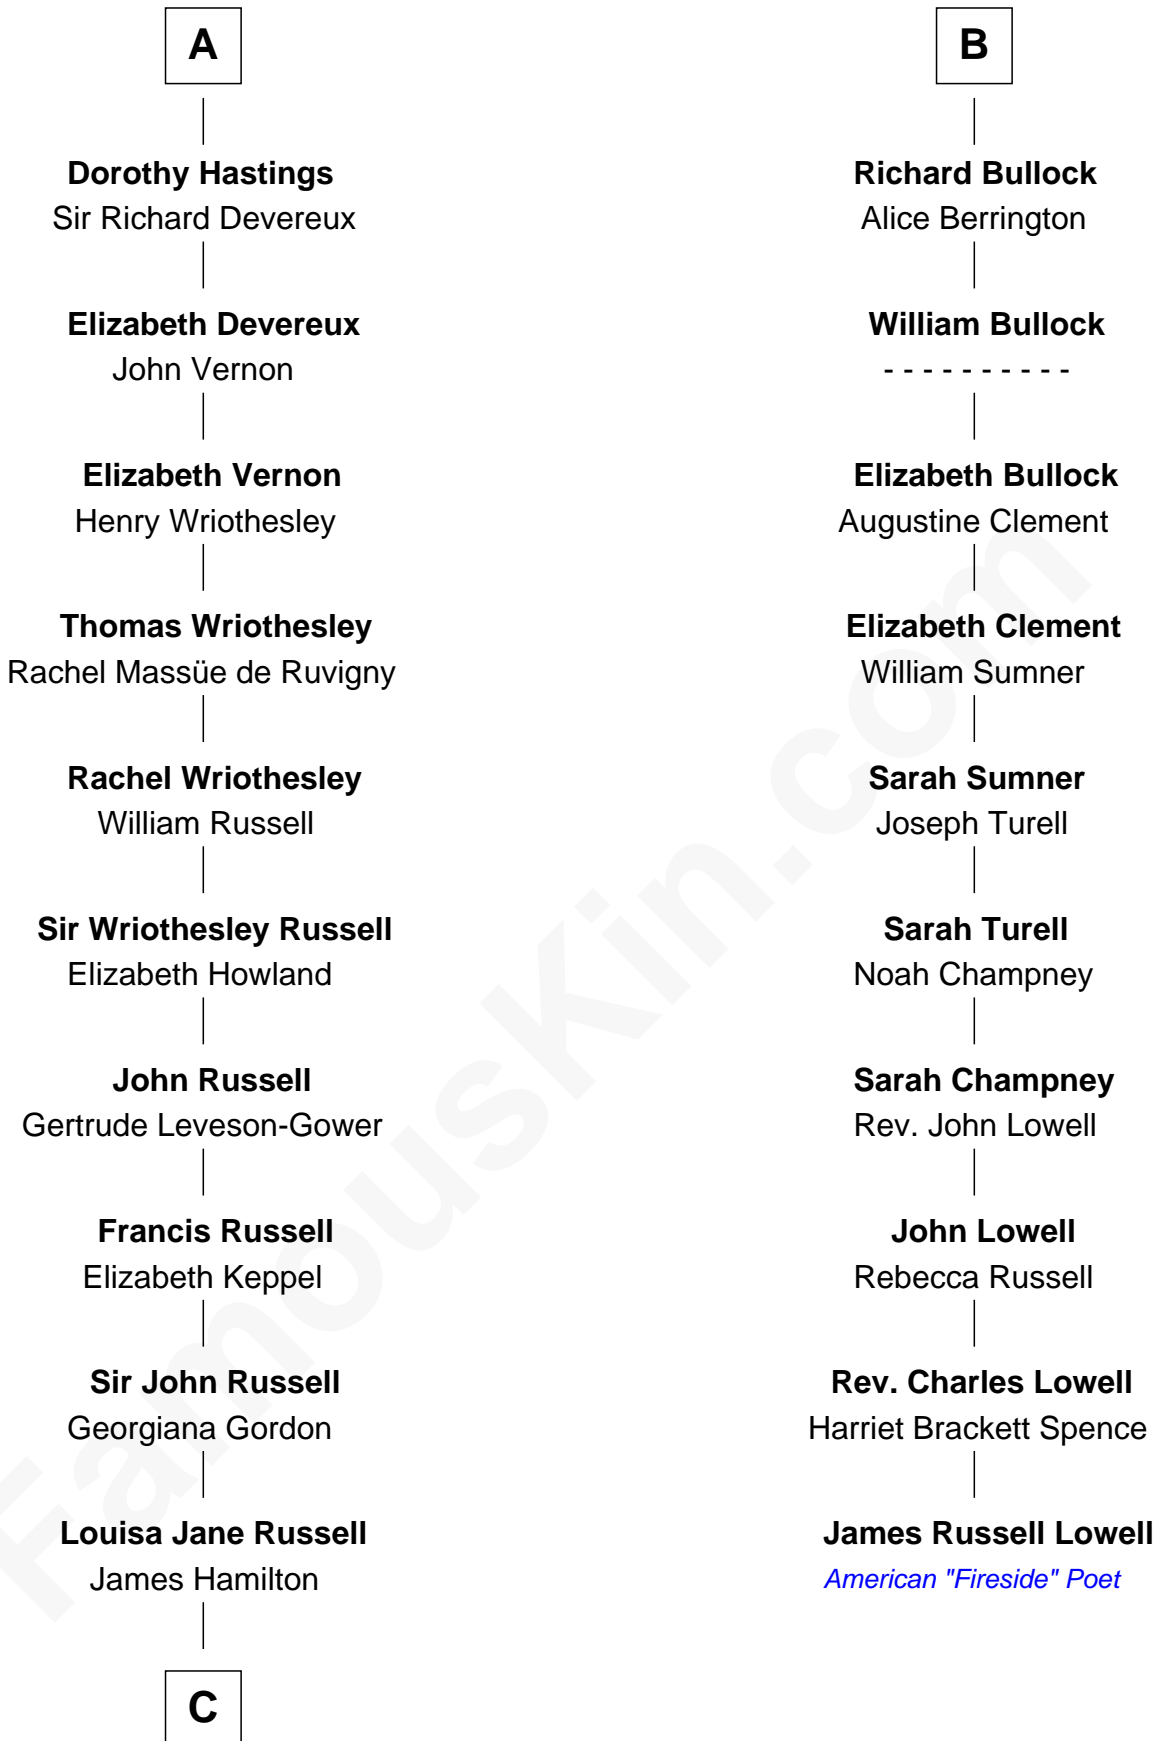 A
Dorothy Hastings
Sir Richard Devereux
Elizabeth Devereux
John Vernon
Elizabeth Vernon
Henry Wriothesley
Thomas Wriothesley
Rachel Massüe de Ruvigny
Rachel Wriothesley
William Russell
Sir Wriothesley Russell
Elizabeth Howland
John Russell
Gertrude Leveson-Gower
Francis Russell
Elizabeth Keppel
Sir John Russell
Georgiana Gordon
Louisa Jane Russell
James Hamilton
C
B
Richard Bullock
Alice Berrington
William Bullock
- - - - - - - - - -
Elizabeth Bullock
Augustine Clement
Elizabeth Clement
William Sumner
Sarah Sumner
Joseph Turell
Sarah Turell
Noah Champney
Sarah Champney
Rev. John Lowell
John Lowell
Rebecca Russell
Rev. Charles Lowell
Harriet Brackett Spence
James Russell Lowell
American "Fireside" Poet
FamousKin.com